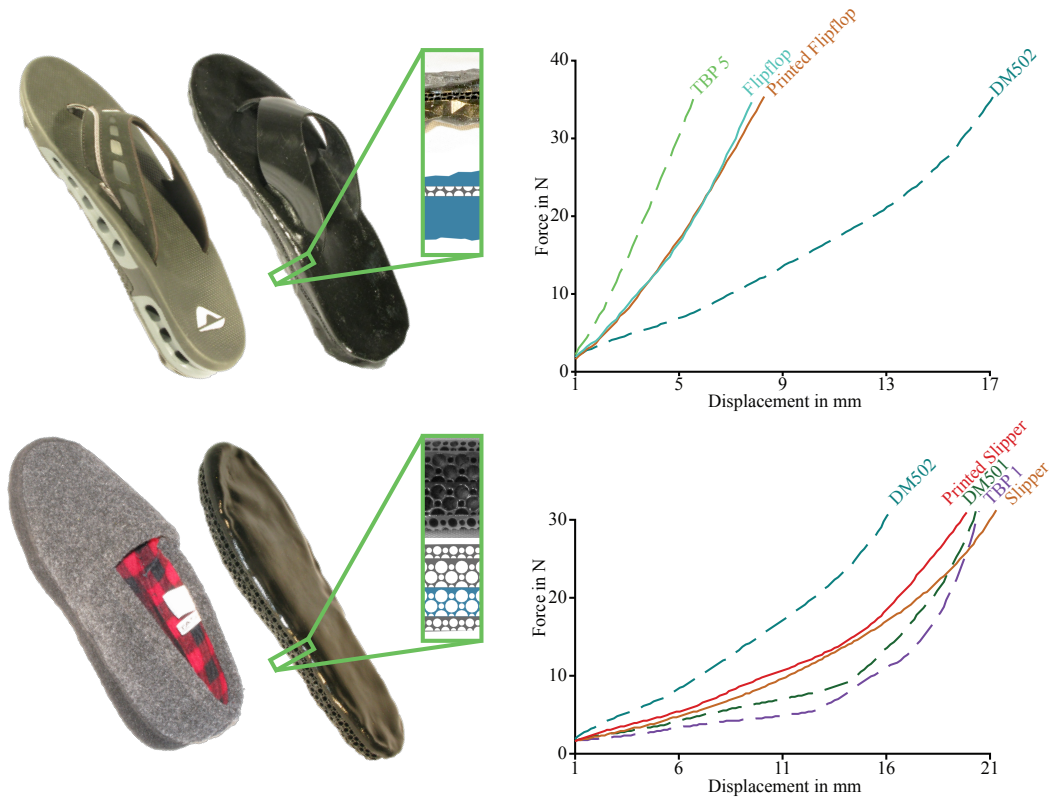 TBP 5
Flipflop
Printed Flipflop
DM502
40
30
20
10
0
Force in N
1
5
9
13
17
Displacement in mm
DM502
Printed Slipper
DM501
TBP 1
Slipper
30
20
10
0
Force in N
1
6
11
16
21
Displacement in mm